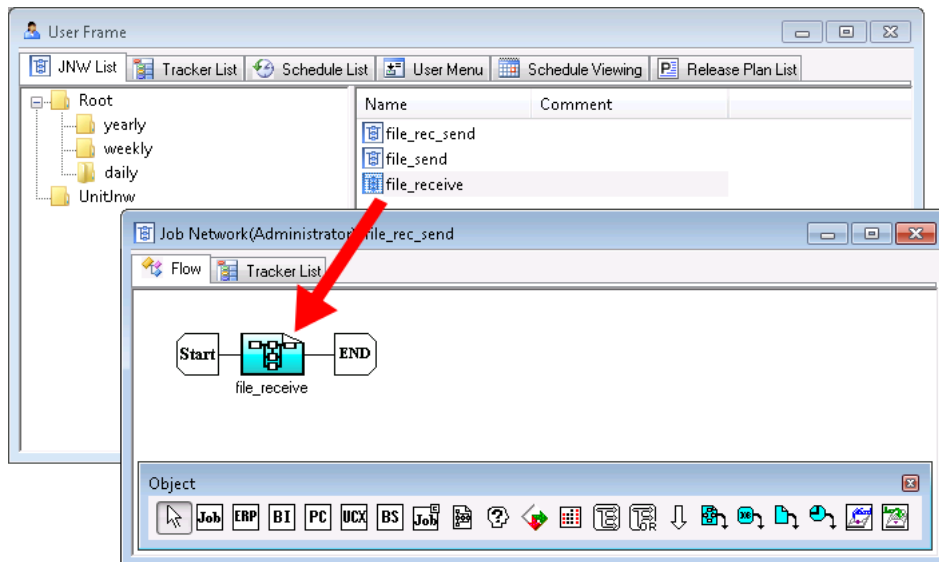 User Frame
JNW List Tracker List Schedule List User Menu Schedule Viewing Release Plan List
Root
yearly
weekly
daily
UnitJnw
Name Comment
file_rec_send
file_send
file_receive
Job Network(Administrator) file_rec_send
Flow Tracker List
Start END
file_receive
Object
Job ERP BI PC UCX BS Job OR